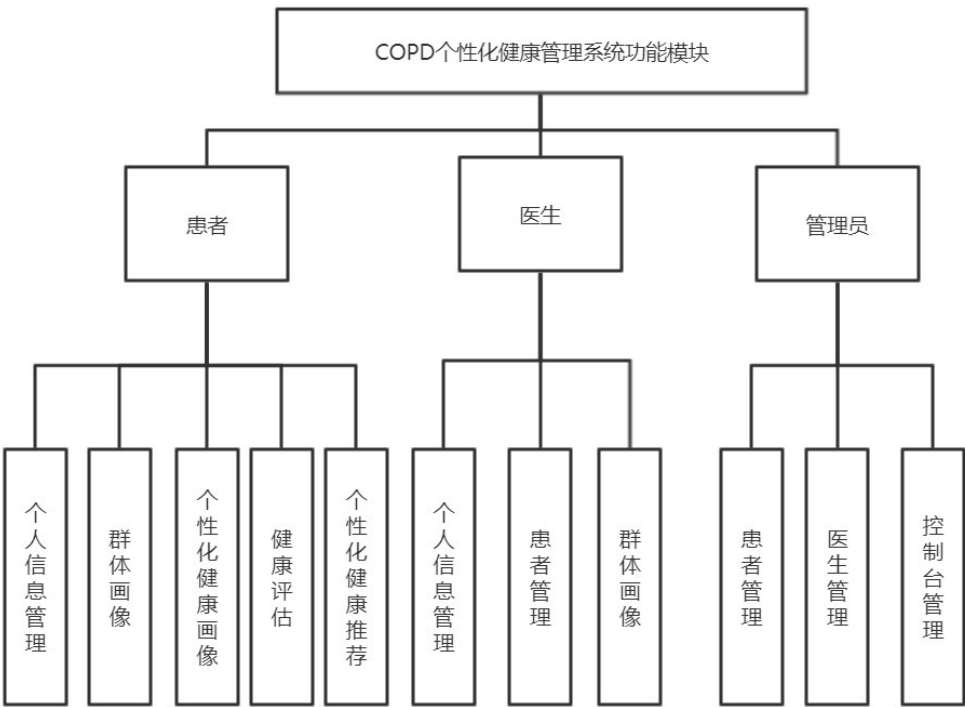 COPD个性化健康管理系统功能模块
患者
医生
管理员
个人信息管理
群体画像
个性化健康画像
健康评估
个性化健康推荐
个人信息管理
患者管理
群体画像
患者管理
医生管理
控制台管理